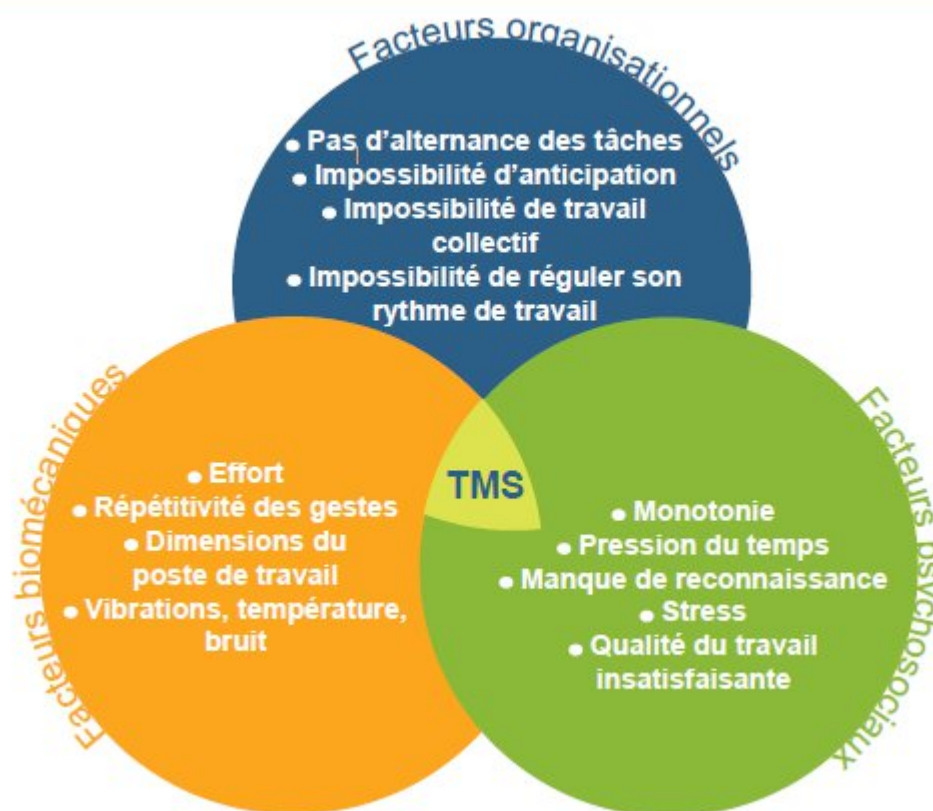 Facteurs organisationnels
● Pas d'alternance des tâches
● Impossibilité d'anticipation
● Impossibilité de travail
collectif
● Impossibilité de réguler son
rythme de travail
Facteurs biomécaniques
● Effort
● Répétitivité des gestes
● Dimensions du
poste de travail
● Vibrations, température,
bruit
TMS
Facteurs psychosociaux
● Monotonie
● Pression du temps
● Manque de reconnaissance
● Stress
● Qualité du travail
insatisfaisante